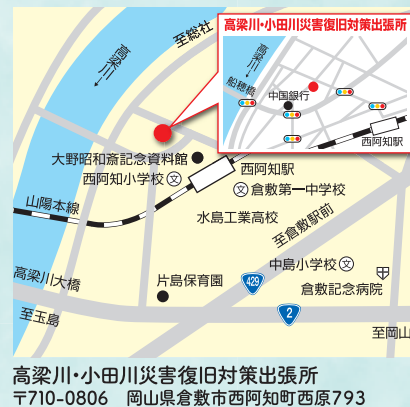 至総社
高梁川
高梁川・小田川災害復旧対策出張所
高梁川
船穂橋
中国銀行
西阿知駅
大野昭和斎記念資料館
西阿知小学校
文
西阿知駅
文
倉敷第一中学校
山陽本線
水島工業高校
至倉敷駅前
中島小学校
文
高梁川大橋
片島保育園
429
倉敷記念病院
至玉島
2
至岡山
高梁川・小田川災害復旧対策出張所
〒710-0806 岡山県倉敷市西阿知町西原793